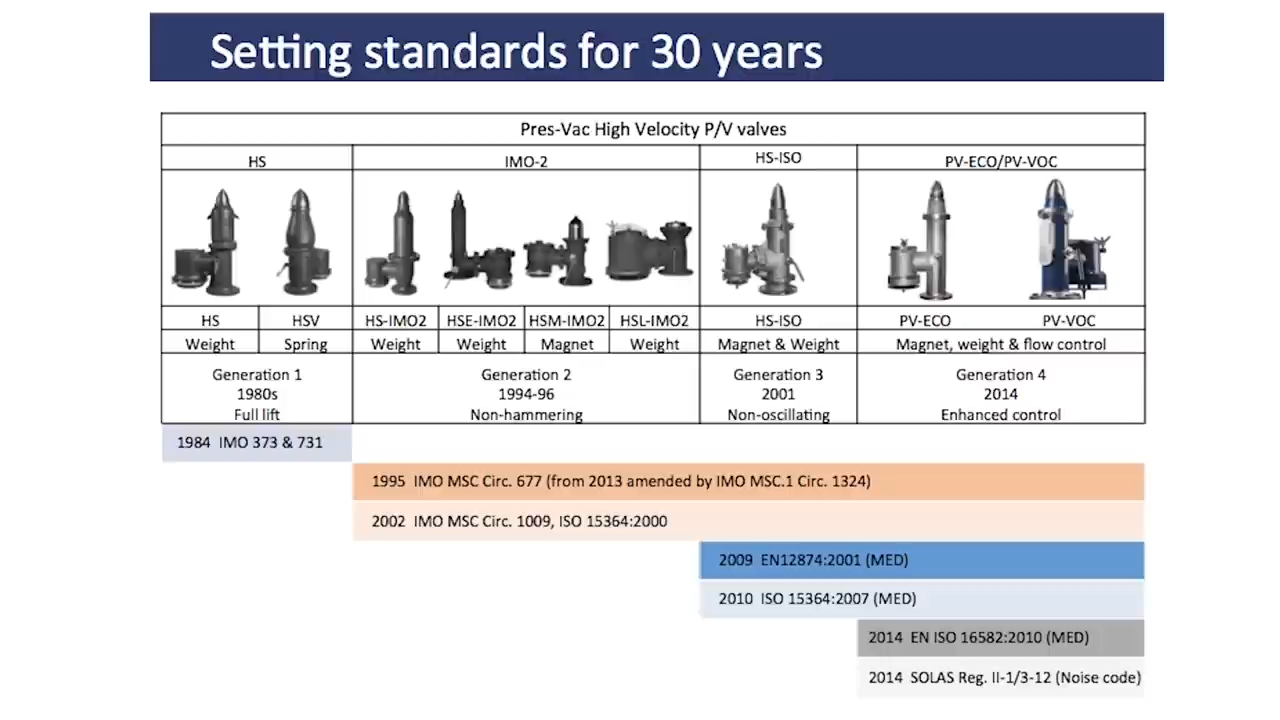 Setting standards for 30 years
Pres-Vac High Velocity P/V valves
HS
IMO-2
HS-ISO
PV-ECO/PV-VOC
HS
HSV
HS-IMO2
HSE-IMO2
HSM-IMO2
HSL-IMO2
HS-ISO
PV-ECO
PV-VOC
Weight
Spring
Weight
Weight
Magnet
Weight
Magnet & Weight
Magnet, weight & flow control
Generation 1
1980s
Full lift
Generation 2
1994-96
Non-hammering
Generation 3
2001
Non-oscillating
Generation 4
2014
Enhanced control
1984 IMO 373 & 731
1995 IMO MSC Circ. 677 (from 2013 amended by IMO MSC.1 Circ. 1324)
2002 IMO MSC Circ. 1009, ISO 15364:2000
2009 EN12874:2001 (MED)
2010 ISO 15364:2007 (MED)
2014 EN ISO 16582:2010 (MED)
2014 SOLAS Reg. II-1/3-12 (Noise code)